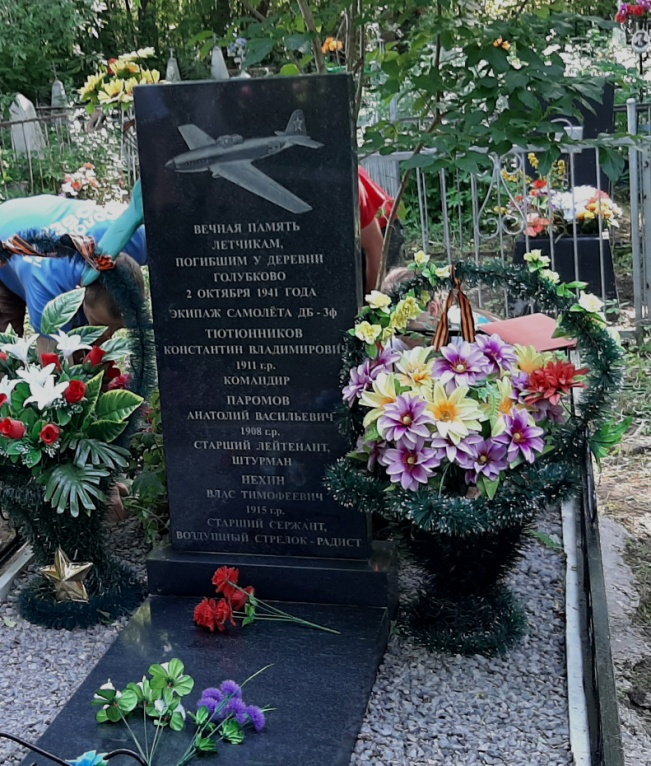 ВЕЧНАЯ ПАМЯТЬ
ЛЕТЧИКАМ,
ПОГИБШИМ У ДЕРЕВНИ
ГОЛУБКОВО
2 ОКТЯБРЯ 1941 ГОДА
ЭКИПАЖ САМОЛЁТА ДБ-3ф
ТЮТЮННИКОВ
КОНСТАНТИН ВЛАДИМИРОВИЧ
1911 г.р.
КОМАНДИР
ПАРОМОВ
АНАТОЛИЙ ВАСИЛЬЕВИЧ
1908 г.р.
СТАРШИЙ ЛЕЙТЕНАНТ,
ШТУРМАН
ИЕХИН
ВЛАС ТИМОФЕЕВИЧ
1915 г.р.
СТАРШИЙ СЕРЖАНТ,
ВОЗДУШНЫЙ СТРЕЛОК-РАДИСТ